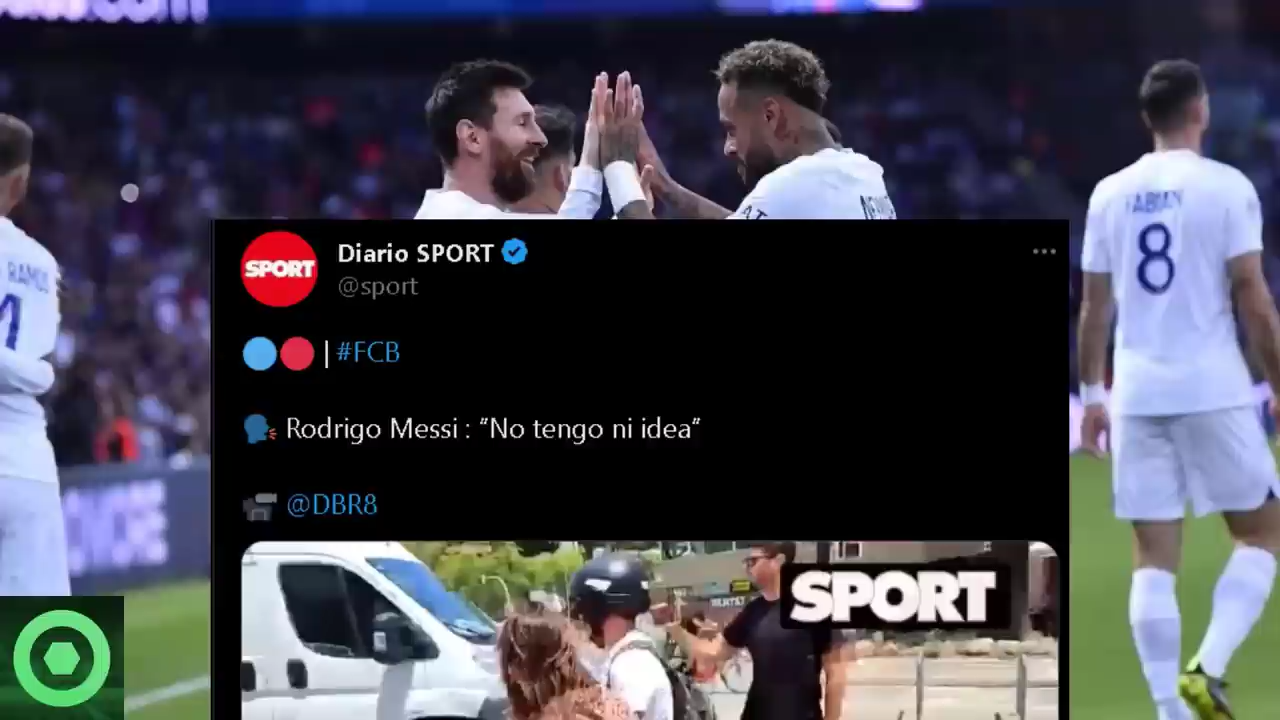 RAMOS
FABIAN
8
SPORT
Diario SPORT
@sport
| #FCB
Rodrigo Messi : "No tengo ni idea"
@DBR8
SPORT